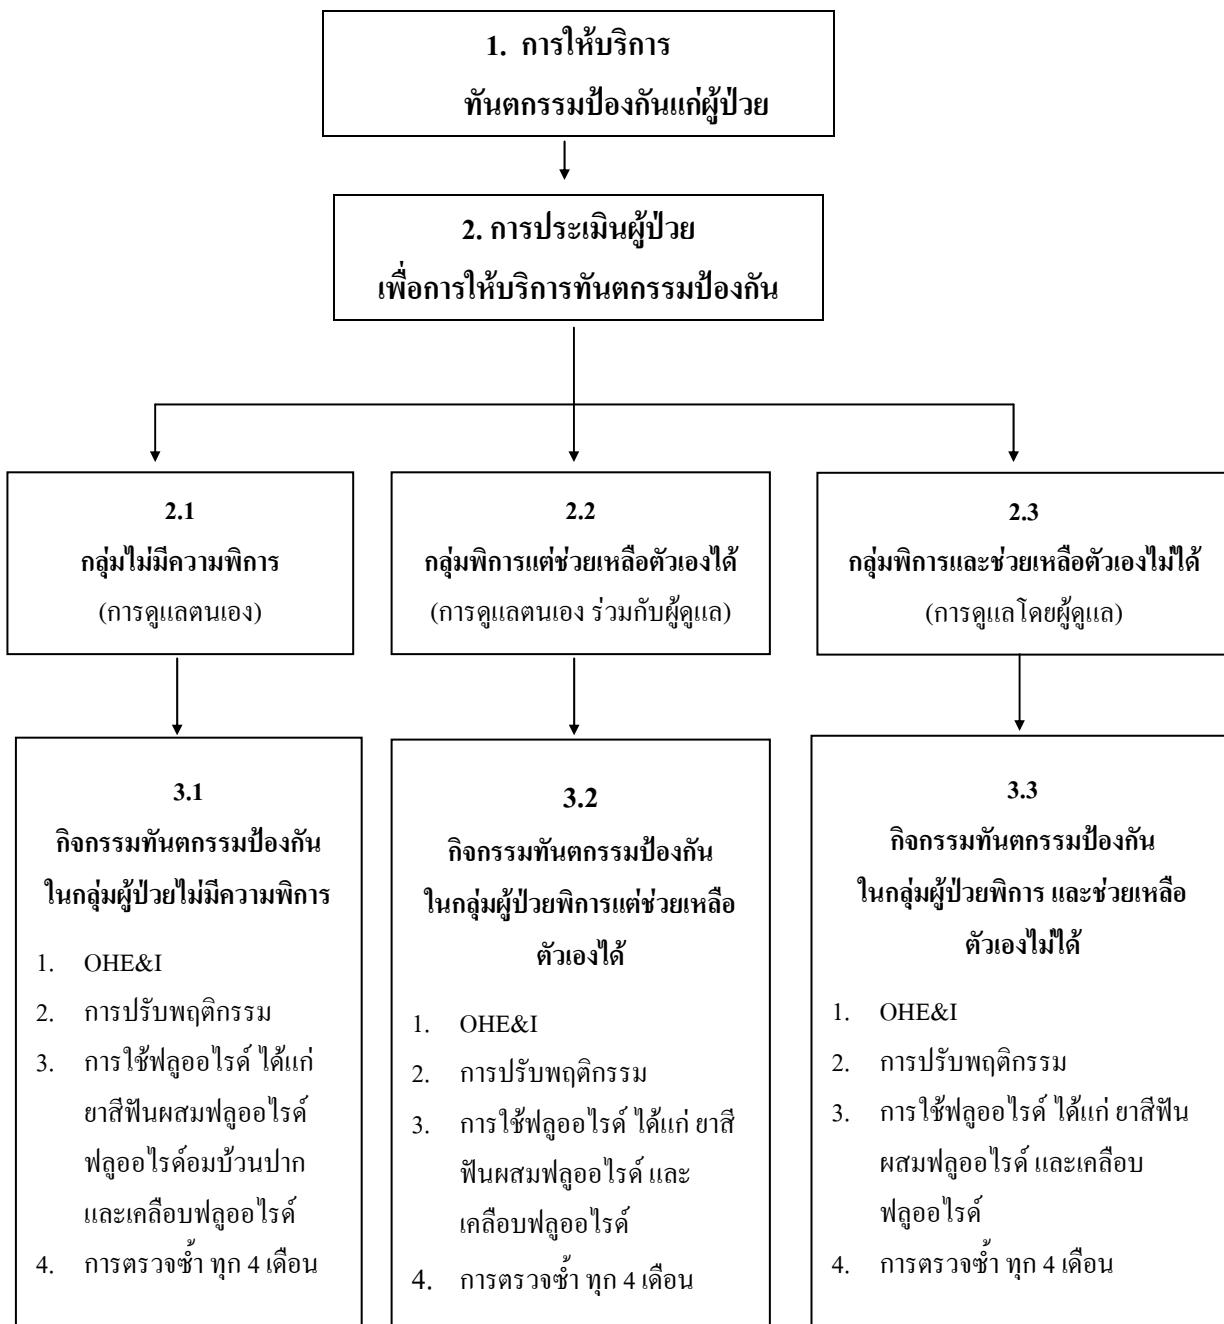 1. การให้บริการ
ทันตกรรมป้องกันแก่ผู้ป่วย
2. การประเมินผู้ป่วย
เพื่อการให้บริการทันตกรรมป้องกัน
2.1
กลุ่มไม่มีความพิการ
(การดูแลตนเอง)
2.2
กลุ่มพิการแต่ช่วยเหลือตัวเองได้
(การดูแลตนเอง ร่วมกับผู้ดูแล)
2.3
กลุ่มพิการและช่วยเหลือตัวเองไม่ได้
(การดูแลโดยผู้ดูแล)
3.1
กิจกรรมทันตกรรมป้องกัน
ในกลุ่มผู้ป่วยไม่มีความพิการ
1. OHE&I
2. การปรับพฤติกรรม
3. การใช้ฟลูออไรด์ ได้แก่
ยาสีฟันผสมฟลูออไรด์
ฟลูออไรด์อมบ้วนปาก
และเคลือบฟลูออไรด์
4. การตรวจซ้ำ ทุก 4 เดือน
3.2
กิจกรรมทันตกรรมป้องกัน
ในกลุ่มผู้ป่วยพิการแต่ช่วยเหลือ
ตัวเองได้
1. OHE&I
2. การปรับพฤติกรรม
3. การใช้ฟลูออไรด์ ได้แก่ ยาสี
ฟันผสมฟลูออไรด์ และ
เคลือบฟลูออไรด์
4. การตรวจซ้ำ ทุก 4 เดือน
3.3
กิจกรรมทันตกรรมป้องกัน
ในกลุ่มผู้ป่วยพิการ และช่วยเหลือ
ตัวเองไม่ได้
1. OHE&I
2. การปรับพฤติกรรม
3. การใช้ฟลูออไรด์ ได้แก่ ยาสีฟัน
ผสมฟลูออไรด์ และเคลือบ
ฟลูออไรด์
4. การตรวจซ้ำ ทุก 4 เดือน